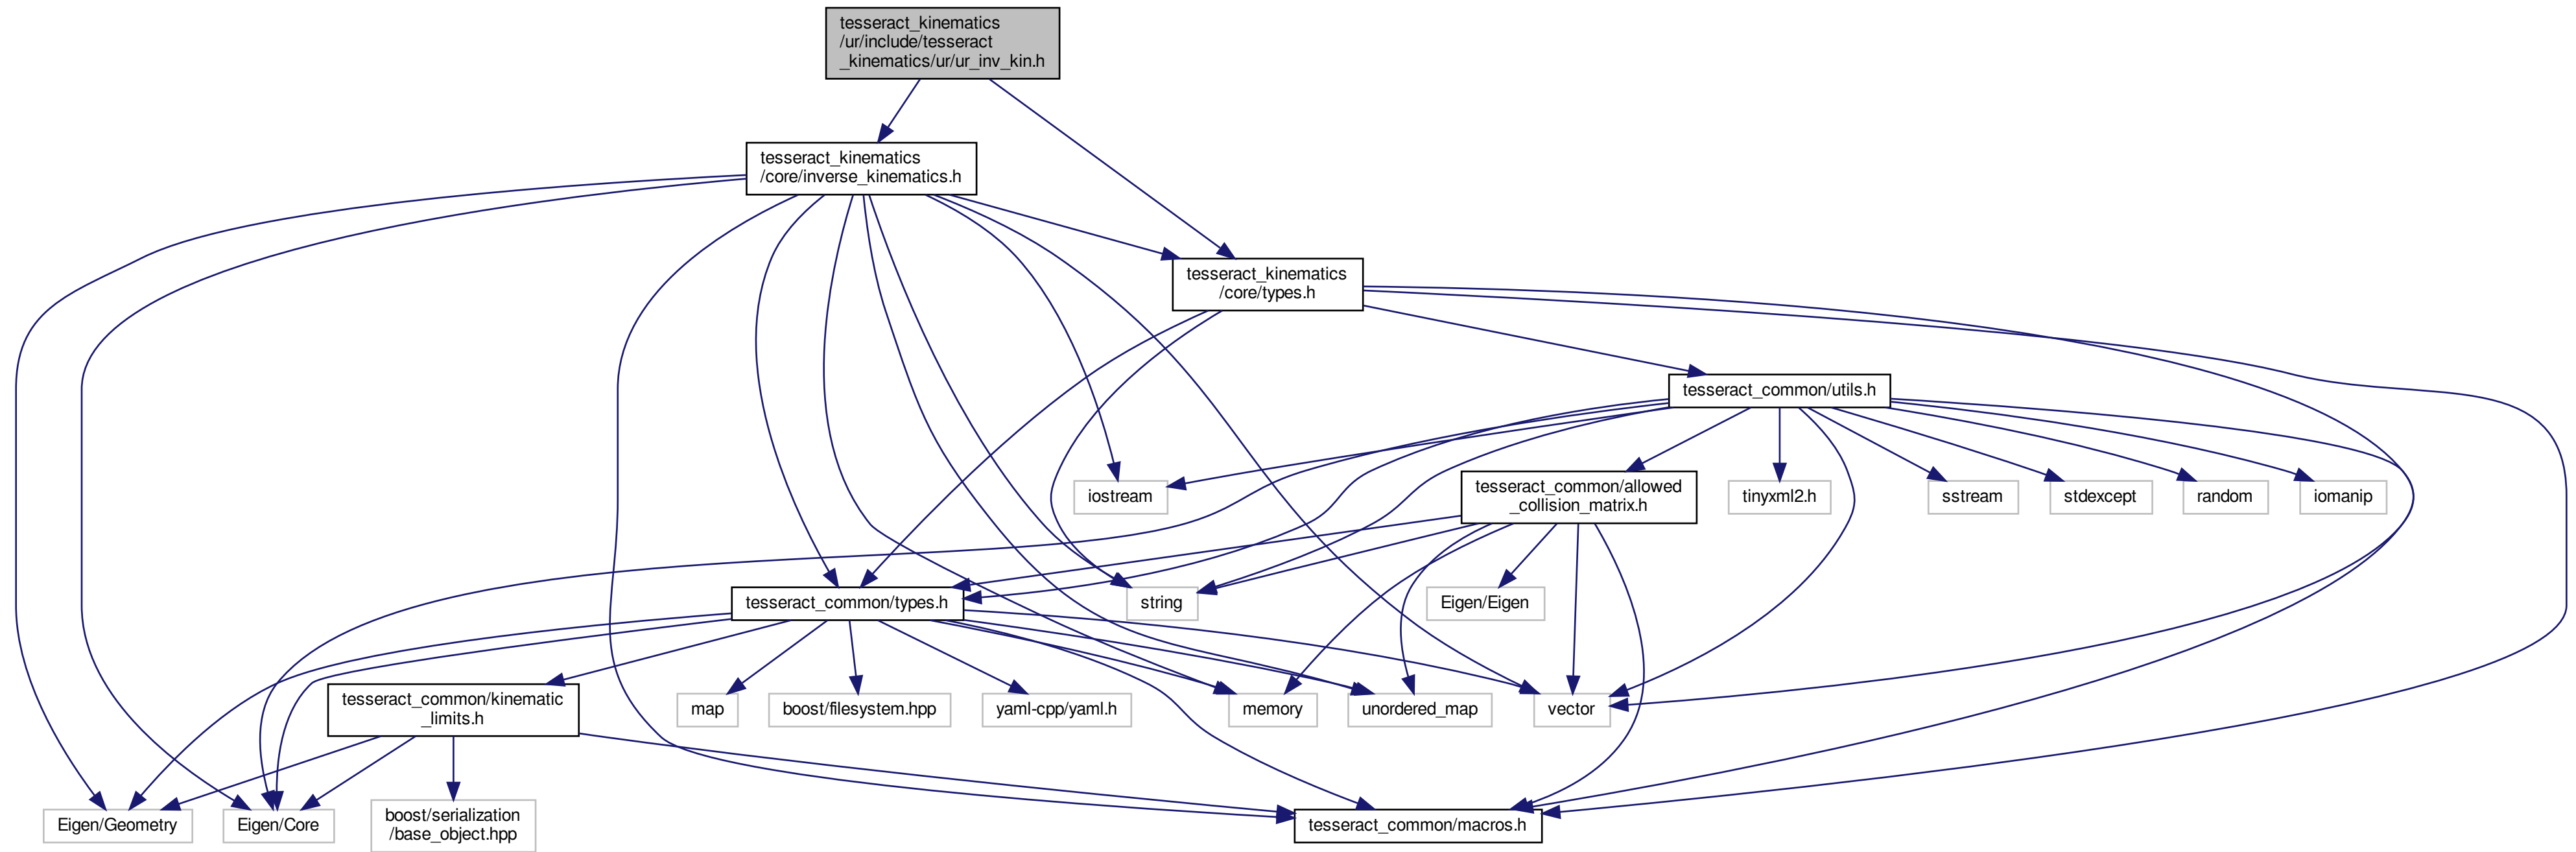 tesseract_kinematics
/ur/include/tesseract
_kinematics/ur/ur_inv_kin.h
tesseract_kinematics
/core/inverse_kinematics.h
tesseract_kinematics
/core/types.h
tesseract_common/utils.h
iostream
tesseract_common/allowed
_collision_matrix.h
tinyxml2.h
sstream
stdexcept
random
iomanip
tesseract_common/types.h
string
Eigen/Eigen
tesseract_common/kinematic
_limits.h
map
boost/filesystem.hpp
yaml-cpp/yaml.h
memory
unordered_map
vector
Eigen/Geometry
Eigen/Core
boost/serialization
/base_object.hpp
tesseract_common/macros.h